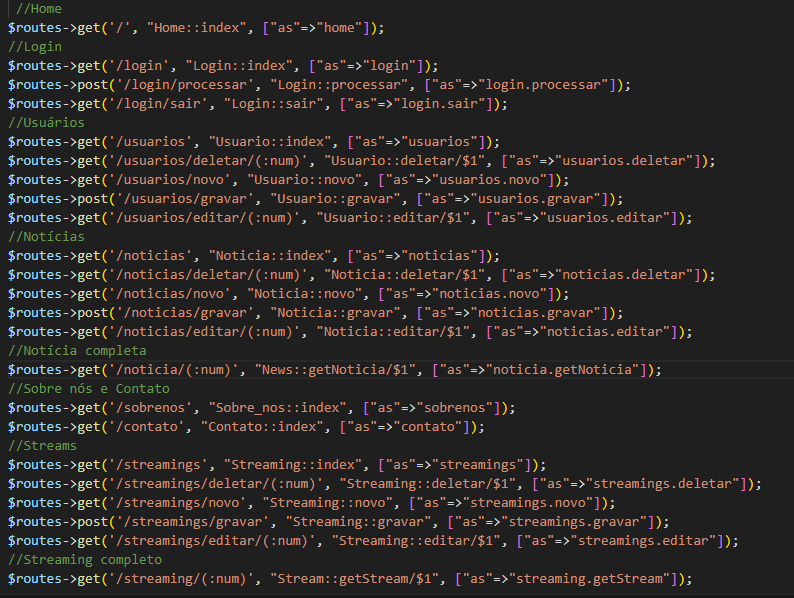 //Home
$routes->get('/', "Home::index", ["as"=>"home"]);
//Login
$routes->get('/login', "Login::index", ["as"=>"login"]);
$routes->post('/login/processar', "Login::processar", ["as"=>"login.processar"]);
$routes->get('/login/sair', "Login::sair", ["as"=>"login.sair"]);
//Usuários
$routes->get('/usuarios', "Usuario::index", ["as"=>"usuarios"]);
$routes->get('/usuarios/deletar/(:num)', "Usuario::deletar/$1", ["as"=>"usuarios.deletar"]);
$routes->get('/usuarios/novo', "Usuario::novo", ["as"=>"usuarios.novo"]);
$routes->post('/usuarios/gravar', "Usuario::gravar", ["as"=>"usuarios.gravar"]);
$routes->get('/usuarios/editar/(:num)', "Usuario::editar/$1", ["as"=>"usuarios.editar"]);
//Notícias
$routes->get('/noticias', "Noticia::index", ["as"=>"noticias"]);
$routes->get('/noticias/deletar/(:num)', "Noticia::deletar/$1", ["as"=>"noticias.deletar"]);
$routes->get('/noticias/novo', "Noticia::novo", ["as"=>"noticias.novo"]);
$routes->post('/noticias/gravar', "Noticia::gravar", ["as"=>"noticias.gravar"]);
$routes->get('/noticias/editar/(:num)', "Noticia::editar/$1", ["as"=>"noticias.editar"]);
//Notícia completa
$routes->get('/noticia/(:num)', "News::getNoticia/$1", ["as"=>"noticia.getNoticia"]);
//Sobre nós e Contato
$routes->get('/sobrenos', "Sobre_nos::index", ["as"=>"sobrenos"]);
$routes->get('/contato', "Contato::index", ["as"=>"contato"]);
//Streams
$routes->get('/streamings', "Streaming::index", ["as"=>"streamings"]);
$routes->get('/streamings/deletar/(:num)', "Streaming::deletar/$1", ["as"=>"streamings.deletar"]);
$routes->get('/streamings/novo', "Streaming::novo", ["as"=>"streamings.novo"]);
$routes->post('/streamings/gravar', "Streaming::gravar", ["as"=>"streamings.gravar"]);
$routes->get('/streamings/editar/(:num)', "Streaming::editar/$1", ["as"=>"streamings.editar"]);
//Streaming completo
$routes->get('/streaming/(:num)', "Stream::getStream/$1", ["as"=>"streaming.getStream"]);